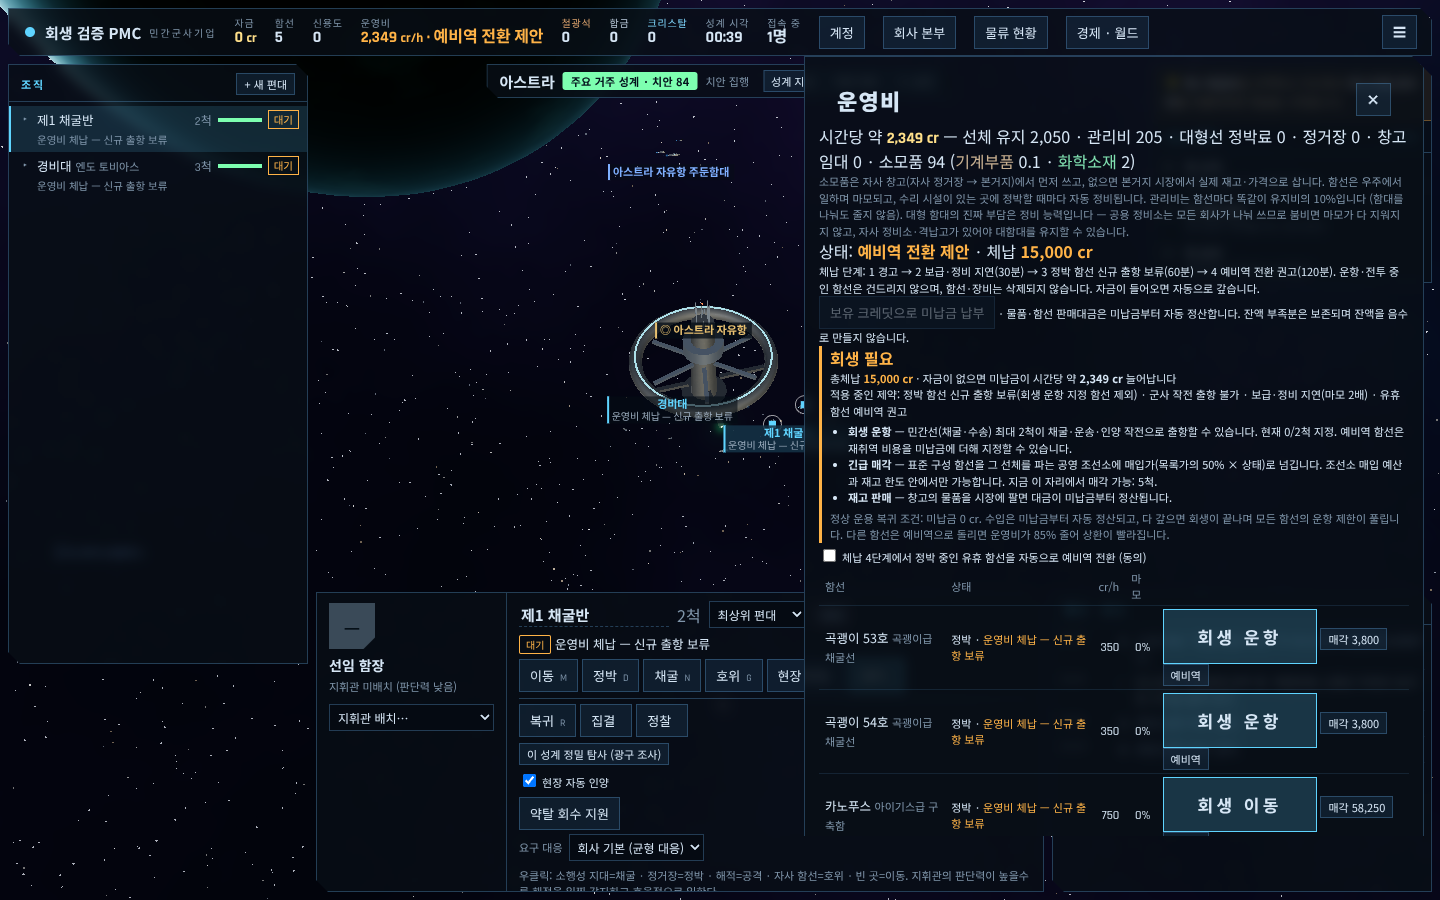 회생 검증 PMC 민간군사기업
자금 0 cr
함선 5
신용도 0
운영비 2,349 cr/h · 예비역 전환 제안
철광석 0
합금 0
크리스탈 0
성계 시각 00:39
접속 중 1명
계정
회사 본부
물류 현황
경제 · 월드
☰
조직
+ 새 편대
제1 채굴반 2척 대기
운영비 체납 — 신규 출항 보류
경비대 엔도 토비아스 3척 대기
운영비 체납 — 신규 출항 보류
아스트라 주요 거주 성계 · 치안 84 치안 집행 성계 지
아스트라 자유항 주둔함대
◎ 아스트라 자유항
경비대
운영비 체납 — 신규 출항 보류
제1 채굴
운영비 체납 — 신규
—
선임 함장
지휘관 미배치 (판단력 낮음)
지휘관 배치…
제1 채굴반 2척 최상위 편대
대기 운영비 체납 — 신규 출항 보류
이동 M
정박 D
채굴 N
호위 G
현장
복귀 R
집결
정찰
이 성계 정밀 탐사 (광구 조사)
현장 자동 인양
약탈 회수 지원
요구 대응 회사 기본 (균형 대응)
우클릭: 소행성 지대=채굴 · 정거장=정박 · 해적=공격 · 자사 함선=호위 · 빈 곳=이동. 지휘관의 판단력이 높을수
운영비
✕
시간당 약 2,349 cr — 선체 유지 2,050 · 관리비 205 · 대형선 정박료 0 · 정거장 0 · 창고
임대 0 · 소모품 94 (기계부품 0.1 · 화학소재 2)
소모품은 자사 창고(자사 정거장 → 본거지)에서 먼저 쓰고, 없으면 본거지 시장에서 실제 재고·가격으로 삽니다. 함선은 우주에서
일하며 마모되고, 수리 시설이 있는 곳에 정박할 때마다 자동 정비됩니다. 관리비는 함선마다 똑같이 유지비의 10%입니다 (함대를
나눠도 줄지 않음). 대형 함대의 진짜 부담은 정비 능력입니다 — 공용 정비소는 모든 회사가 나눠 쓰므로 붐비면 마모가 다 지워지
지 않고, 자사 정비소·격납고가 있어야 대함대를 유지할 수 있습니다.
상태: 예비역 전환 제안 · 체납 15,000 cr
체납 단계: 1 경고 → 2 보급·정비 지연(30분) → 3 정박 함선 신규 출항 보류(60분) → 4 예비역 전환 권고(120분). 운항·전투 중
인 함선은 건드리지 않으며, 함선·장비는 삭제되지 않습니다. 자금이 들어오면 자동으로 갚습니다.
보유 크레딧으로 미납금 납부 · 물품·함선 판매대금은 미납금부터 자동 정산합니다. 잔액 부족분은 보존되며 잔액을 음수
로 만들지 않습니다.
회생 필요
총체납 15,000 cr · 자금이 없으면 미납금이 시간당 약 2,349 cr 늘어납니다
적용 중인 제약: 정박 함선 신규 출항 보류(회생 운항 지정 함선 제외) · 군사 작전 출항 불가 · 보급·정비 지연(마모 2배) · 유휴
함선 예비역 권고
• 회생 운항 — 민간선(채굴·수송) 최대 2척이 채굴·운송·인양 작전으로 출항할 수 있습니다. 현재 0/2척 지정. 예비역 함선은
재취역 비용을 미납금에 더해 지정할 수 있습니다.
• 긴급 매각 — 표준 구성 함선을 그 선체를 파는 공영 조선소에 매입가(목록가의 50% × 상태)로 넘깁니다. 조선소 매입 예산
과 재고 한도 안에서만 가능합니다. 지금 이 자리에서 매각 가능: 5척.
• 재고 판매 — 창고의 물품을 시장에 팔면 대금이 미납금부터 정산됩니다.
정상 운용 복귀 조건: 미납금 0 cr. 수입은 미납금부터 자동 정산되고, 다 갚으면 회생이 끝나며 모든 함선의 운항 제한이 풀립니
다. 다른 함선은 예비역으로 돌리면 운영비가 85% 줄어 상환이 빨라집니다.
체납 4단계에서 정박 중인 유휴 함선을 자동으로 예비역 전환 (동의)
함선 상태 cr/h 마모
곡괭이 53호 곡괭이급 채굴선 정박 · 운영비 체납 — 신규 출항 보류 350 0% 회생 운항 매각 3,800
예비역
곡괭이 54호 곡괭이급 채굴선 정박 · 운영비 체납 — 신규 출항 보류 350 0% 회생 운항 매각 3,800
예비역
카노푸스 아이기스급 구축함 정박 · 운영비 체납 — 신규 출항 보류 750 0% 회생 이동 매각 58,250